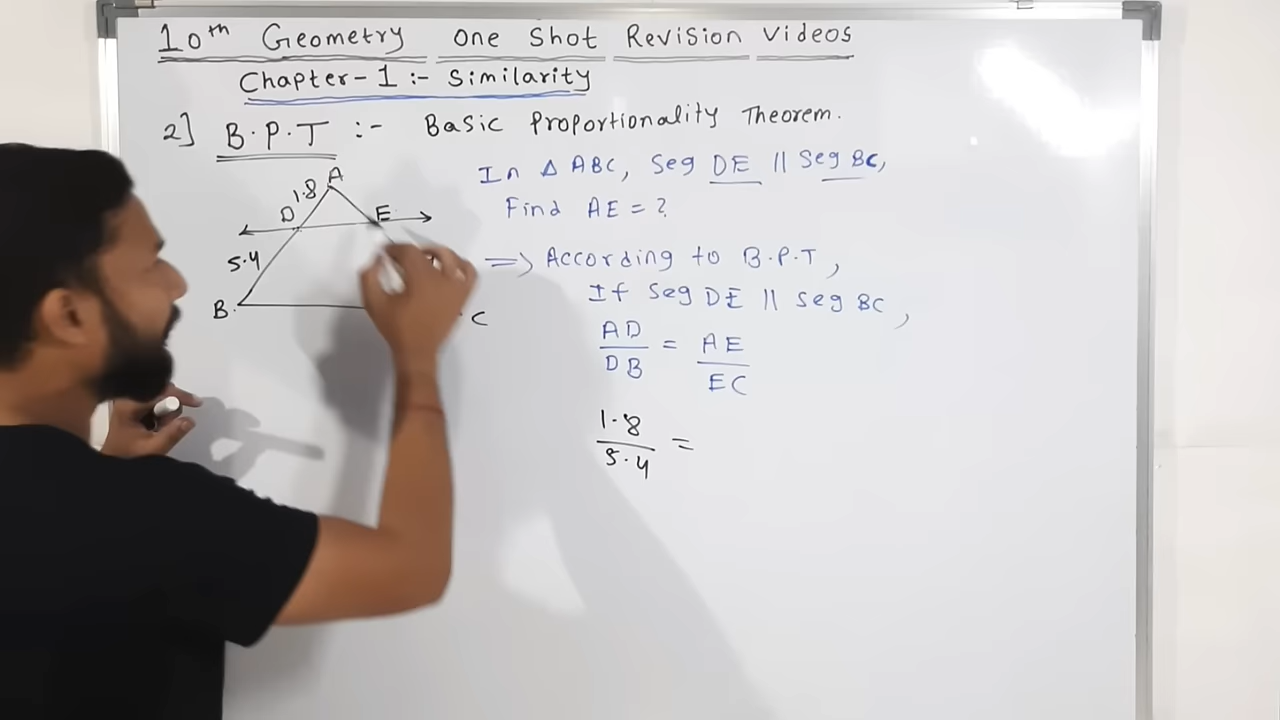 10th Geometry one Shot Revision Videos
Chapter-1 :- Similarity
2] B.P.T :- Basic Proportionality Theorem.
In Δ ABC, Seg DE || Seg BC,
Find AE = ?
=> According to B.P.T,
If Seg DE || Seg BC,
AD/DB = AE/EC
1.8/5.4 =
A
1.8
D
E
5.4
B
C